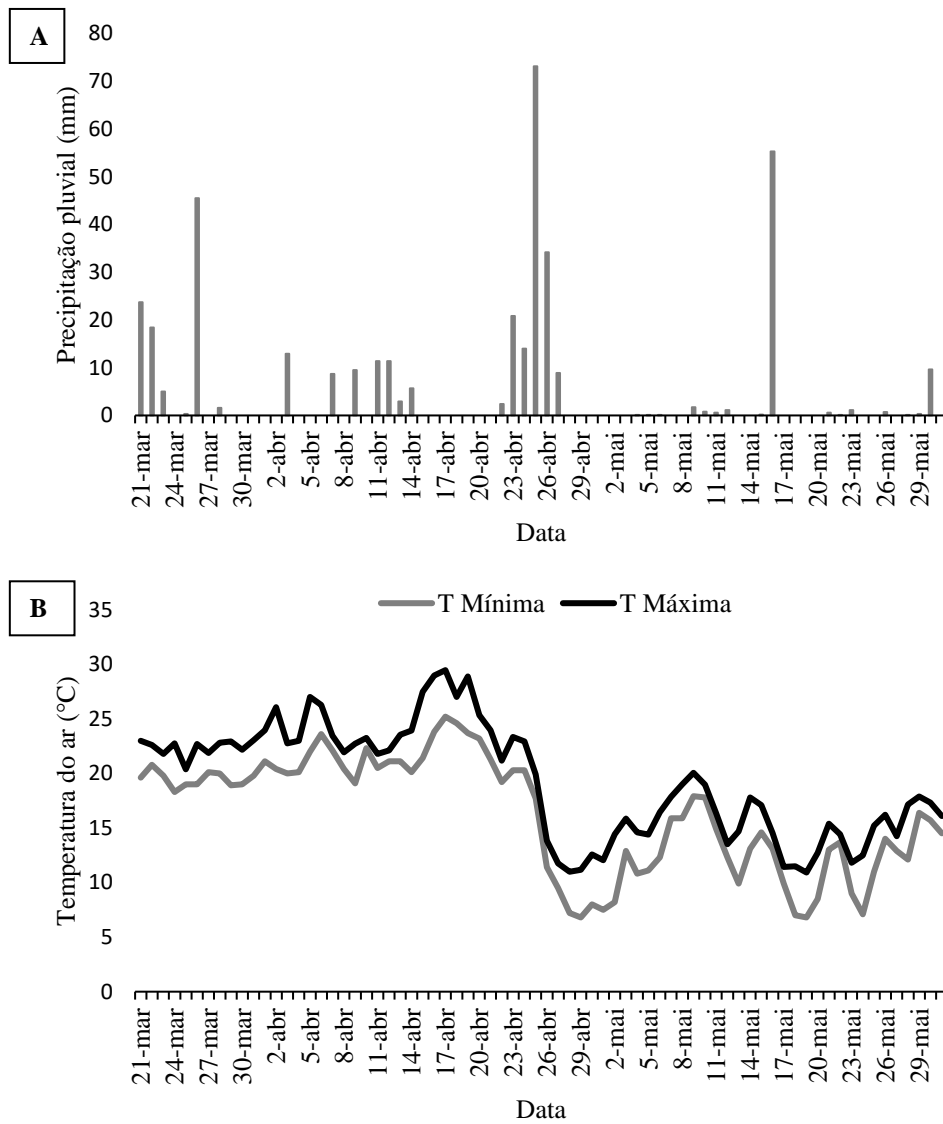 A
Precipitação pluvial (mm)
80
70
60
50
40
30
20
10
0
21-mar
24-mar
27-mar
30-mar
2-abr
5-abr
8-abr
11-abr
14-abr
17-abr
20-abr
23-abr
26-abr
29-abr
2-mai
5-mai
8-mai
11-mai
14-mai
17-mai
20-mai
23-mai
26-mai
29-mai
Data
B
T Mínima
T Máxima
Temperatura do ar (°C)
35
30
25
20
15
10
5
0
21-mar
24-mar
27-mar
30-mar
2-abr
5-abr
8-abr
11-abr
14-abr
17-abr
20-abr
23-abr
26-abr
29-abr
2-mai
5-mai
8-mai
11-mai
14-mai
17-mai
20-mai
23-mai
26-mai
29-mai
Data